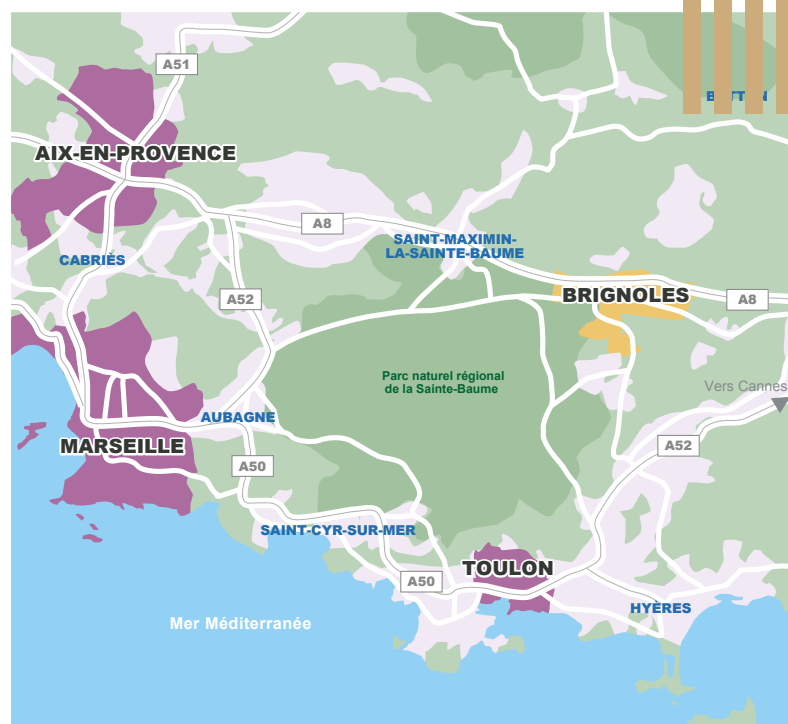 A51
AIX-EN-PROVENCE
A8
SAINT-MAXIMIN-
LA-SAINTE-BAUME
CABRIÈS
A52
BRIGNOLES
A8
Parc naturel régional
de la Sainte-Baume
Vers Cannes
AUBAGNE
MARSEILLE
A52
A50
SAINT-CYR-SUR-MER
TOULON
A50
HYÈRES
Mer Méditerranée